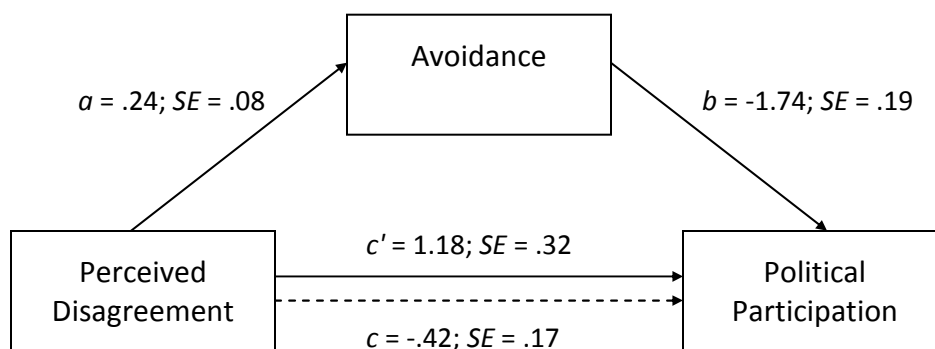 Avoidance
a = .24; SE = .08
b = -1.74; SE = .19
c' = 1.18; SE = .32
Perceived
Disagreement
Political
Participation
c = -.42; SE = .17